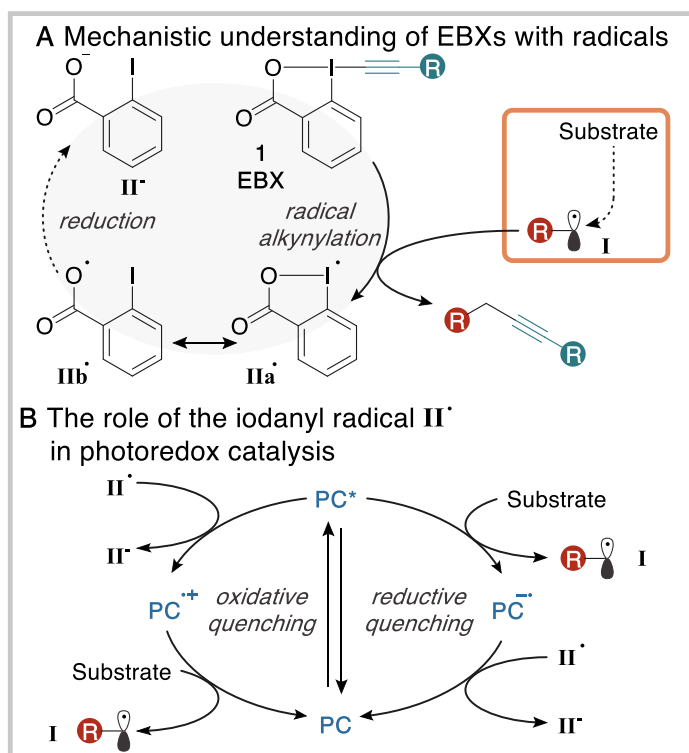 A Mechanistic understanding of EBXs with radicals
O⁻ I
O
II⁻
O I R
O
1
EBX
Substrate
R I
reduction
radical
alkynylation
O• I
O
IIb•
O I•
O
IIa•
R R
B The role of the iodanyl radical II•
in photoredox catalysis
II•
PC*
Substrate
II⁻
R I
PC•+
oxidative
quenching
reductive
quenching
PC−•
Substrate
II•
I R
PC
II⁻